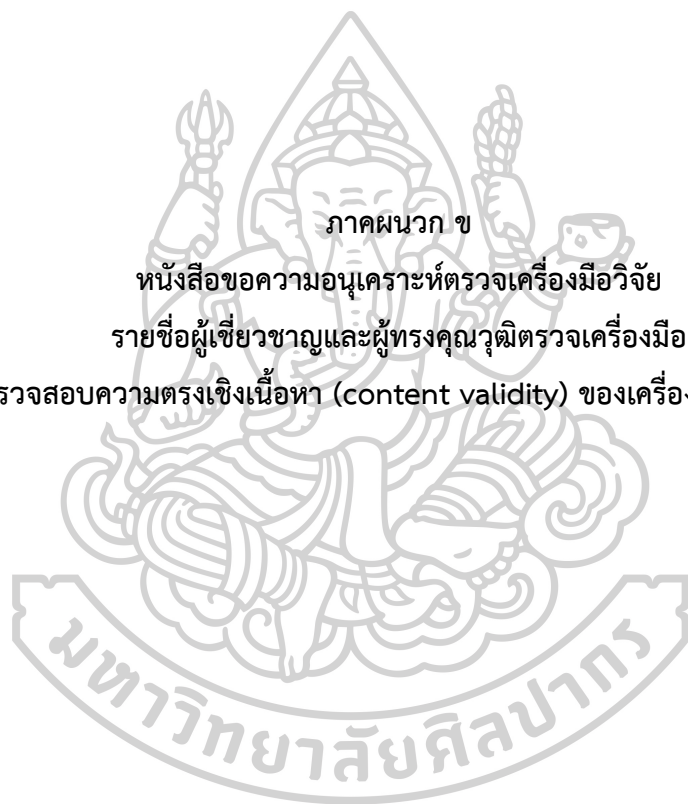 ภาคผนวก ข
หนังสือขอความอนุเคราะห์ตรวจเครื่องมือวิจัย
รายชื่อผู้เชี่ยวชาญและผู้ทรงคุณวุฒิตรวจเครื่องมือ
รวจสอบความตรงเชิงเนื้อหา (content validity) ของเครื่อง
มหาวิทยาลัยศิลปากร